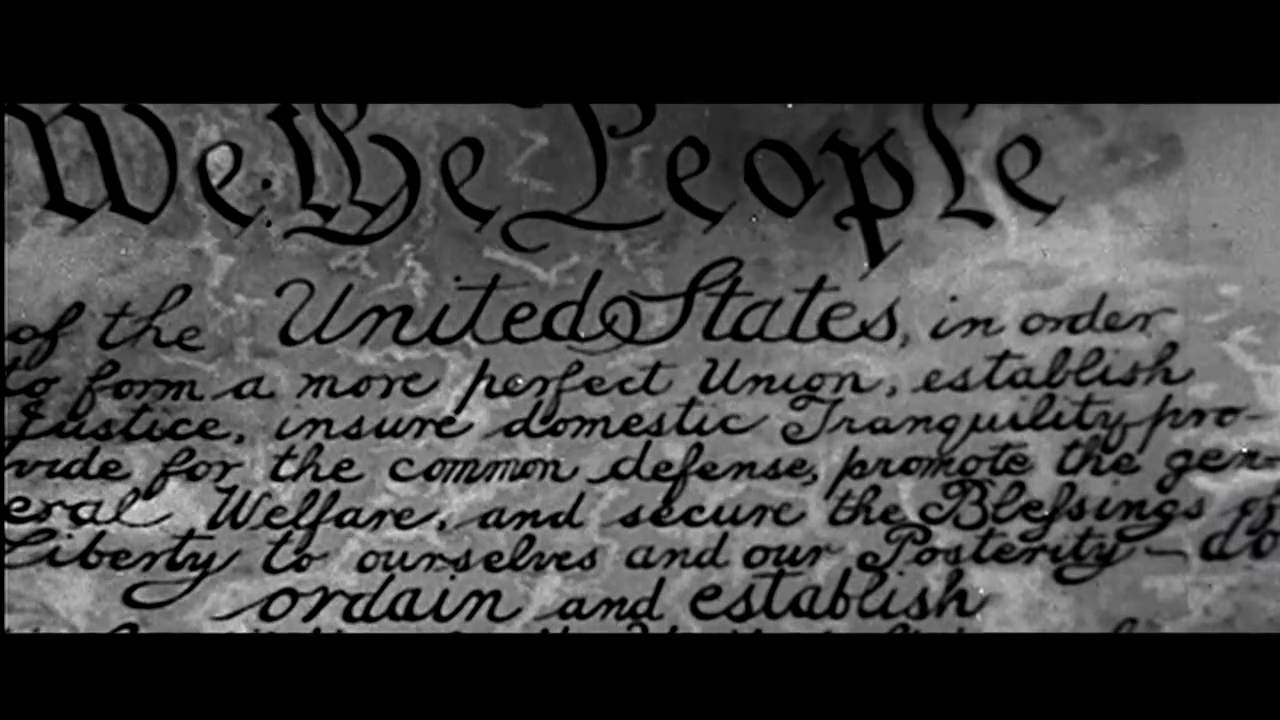 We the People
of the United States, in order
to form a more perfect Union, establish
Justice, insure domestic Tranquility, pro-
vide for the common defense, promote the gen-
eral Welfare, and secure the Blefsings of
Liberty to ourselves and our Posterity — do
ordain and establish